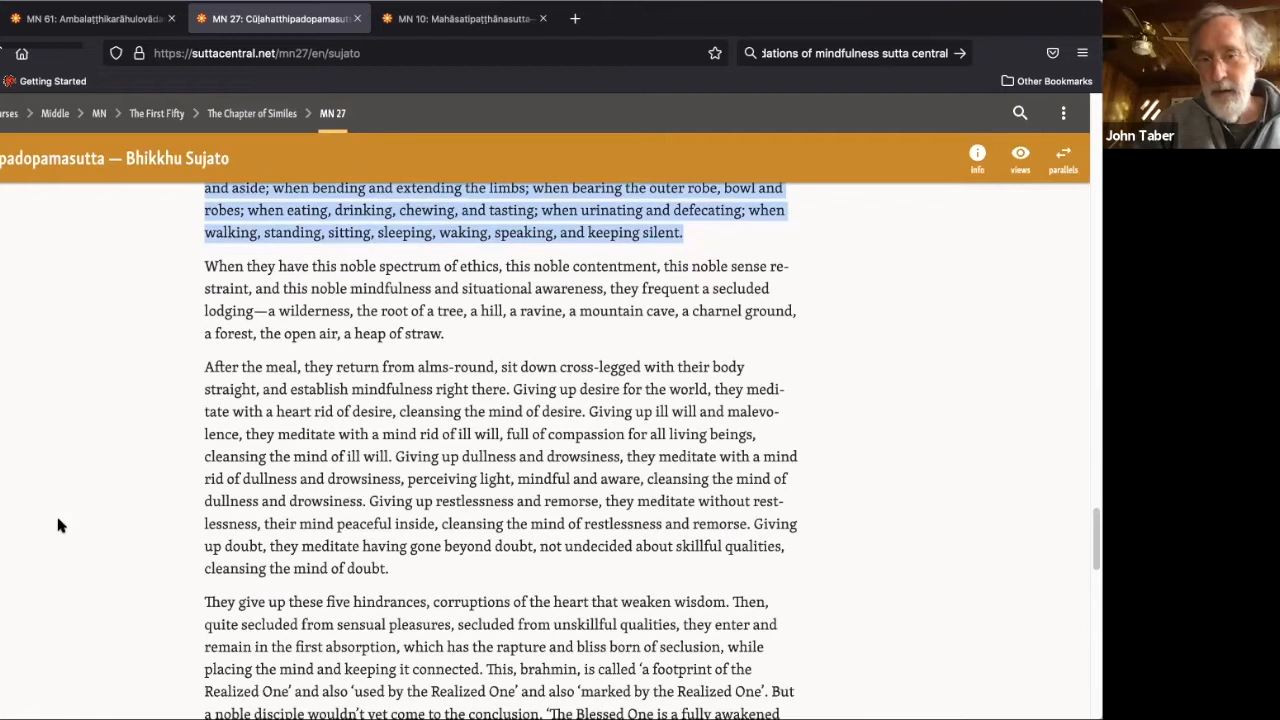 MN 61: Ambalaṭṭhikarāhulovāda
MN 27: Cūḷahatthipadopamasutt
MN 10: Mahāsatipaṭṭhānasutta-
https://suttacentral.net/mn27/en/sujato
dations of mindfulness sutta central
Getting Started
Other Bookmarks
John Taber
urses
Middle
MN
The First Fifty
The Chapter of Similes
MN 27
padopamasutta — Bhikkhu Sujato
info
views
parallels
and aside; when bending and extending the limbs; when bearing the outer robe, bowl and
robes; when eating, drinking, chewing, and tasting; when urinating and defecating; when
walking, standing, sitting, sleeping, waking, speaking, and keeping silent.
When they have this noble spectrum of ethics, this noble contentment, this noble sense re-
straint, and this noble mindfulness and situational awareness, they frequent a secluded
lodging—a wilderness, the root of a tree, a hill, a ravine, a mountain cave, a charnel ground,
a forest, the open air, a heap of straw.
After the meal, they return from alms-round, sit down cross-legged with their body
straight, and establish mindfulness right there. Giving up desire for the world, they medi-
tate with a heart rid of desire, cleansing the mind of desire. Giving up ill will and malevo-
lence, they meditate with a mind rid of ill will, full of compassion for all living beings,
cleansing the mind of ill will. Giving up dullness and drowsiness, they meditate with a mind
rid of dullness and drowsiness, perceiving light, mindful and aware, cleansing the mind of
dullness and drowsiness. Giving up restlessness and remorse, they meditate without rest-
lessness, their mind peaceful inside, cleansing the mind of restlessness and remorse. Giving
up doubt, they meditate having gone beyond doubt, not undecided about skillful qualities,
cleansing the mind of doubt.
They give up these five hindrances, corruptions of the heart that weaken wisdom. Then,
quite secluded from sensual pleasures, secluded from unskillful qualities, they enter and
remain in the first absorption, which has the rapture and bliss born of seclusion, while
placing the mind and keeping it connected. This, brahmin, is called ‘a footprint of the
Realized One’ and also ‘used by the Realized One’ and also ‘marked by the Realized One’. But
a noble disciple wouldn’t yet come to the conclusion, ‘The Blessed One is a fully awakened